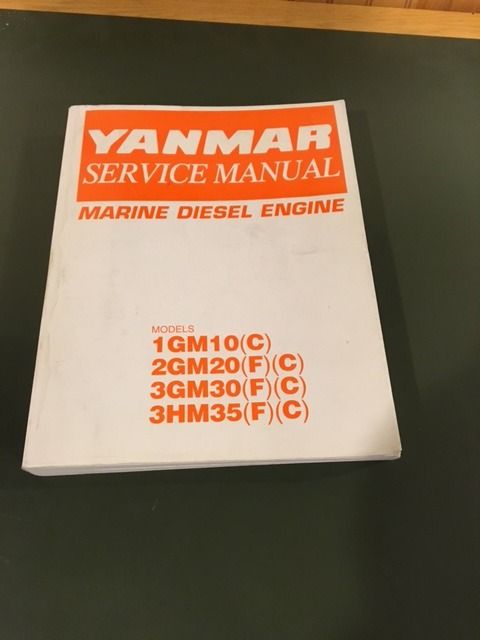 YANMAR
SERVICE MANUAL
MARINE DIESEL ENGINE
MODELS
1GM10(C)
2GM20(F)(C)
3GM30(F)(C)
3HM35(F)(C)